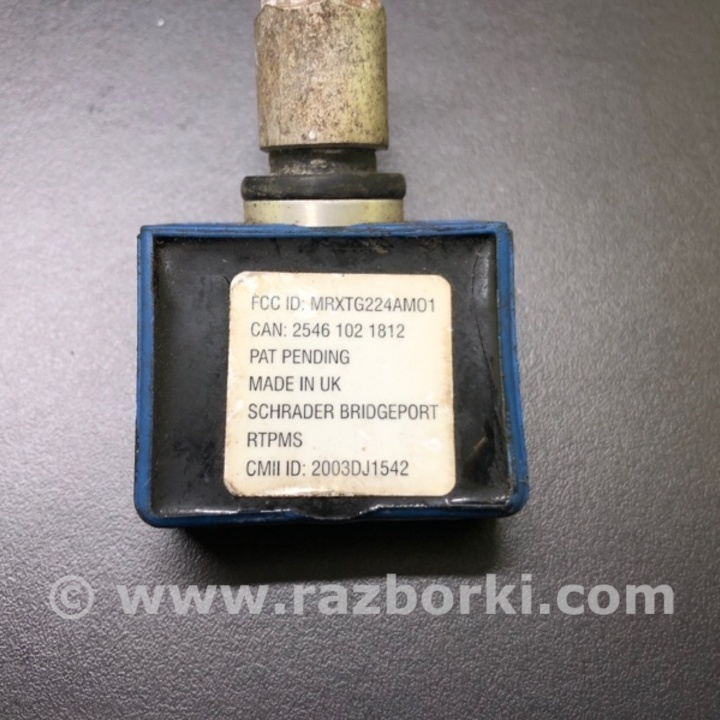 FCC ID: MRXTG224AM01
CAN: 2546 102 1812
PAT PENDING
MADE IN UK
SCHRADER BRIDGEPORT
RTPMS
CMII ID: 2003DJ1542
© www.razborki.com